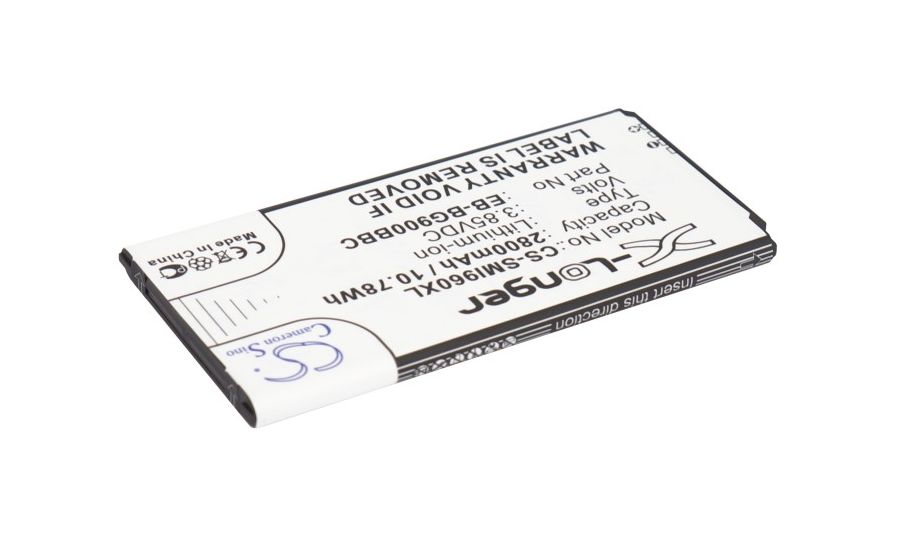 X-Longer
Model No.: CS-SMI960XL
Capacity: 2800mAh / 10.78Wh
Type Lithium-ion
Volts 3.85VDC
Part No EB-BG900BBC
WARRANTY VOID IF
LABEL IS REMOVED
Insert this direction
CS
Cameron Sino
Made in China